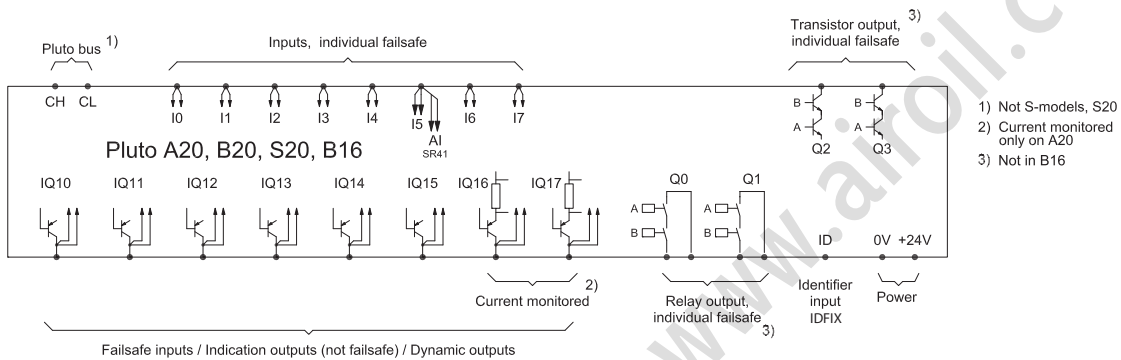 Pluto bus 1)
Inputs, individual failsafe
Transistor output, 3)
individual failsafe
CH CL
I0 I1 I2 I3 I4 I5 I6 I7
AI
SR41
B B
A A
Q2 Q3
1) Not S-models, S20
2) Current monitored
only on A20
3) Not in B16
Pluto A20, B20, S20, B16
IQ10 IQ11 IQ12 IQ13 IQ14 IQ15 IQ16 IQ17
Q0 Q1
A A
B B
ID
0V +24V
2)
Current monitored
Relay output,
individual failsafe 3)
Identifier
input
IDFIX
Power
Failsafe inputs / Indication outputs (not failsafe) / Dynamic outputs